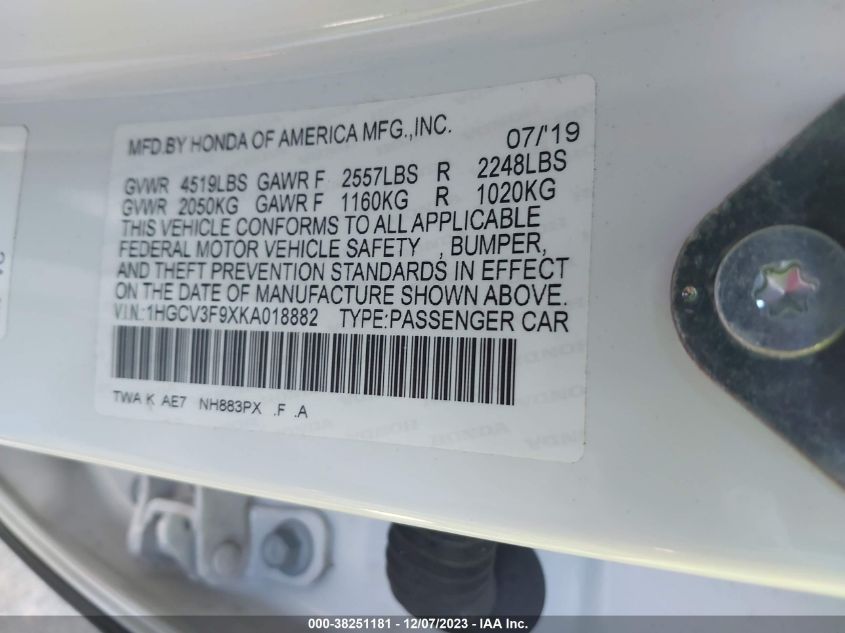 MFD.BY HONDA OF AMERICA MFG.,INC. 07/'19
GVWR 4519LBS GAWR F 2557LBS R 2248LBS
GVWR 2050KG GAWR F 1160KG R 1020KG
THIS VEHICLE CONFORMS TO ALL APPLICABLE
FEDERAL MOTOR VEHICLE SAFETY , BUMPER,
AND THEFT PREVENTION STANDARDS IN EFFECT
ON THE DATE OF MANUFACTURE SHOWN ABOVE.
V.I.N.:1HGCV3F9XKA018882 TYPE:PASSENGER CAR
TWA K AE7 NH883PX .F .A
000-38251181 - 12/07/2023 - © IAA Inc.